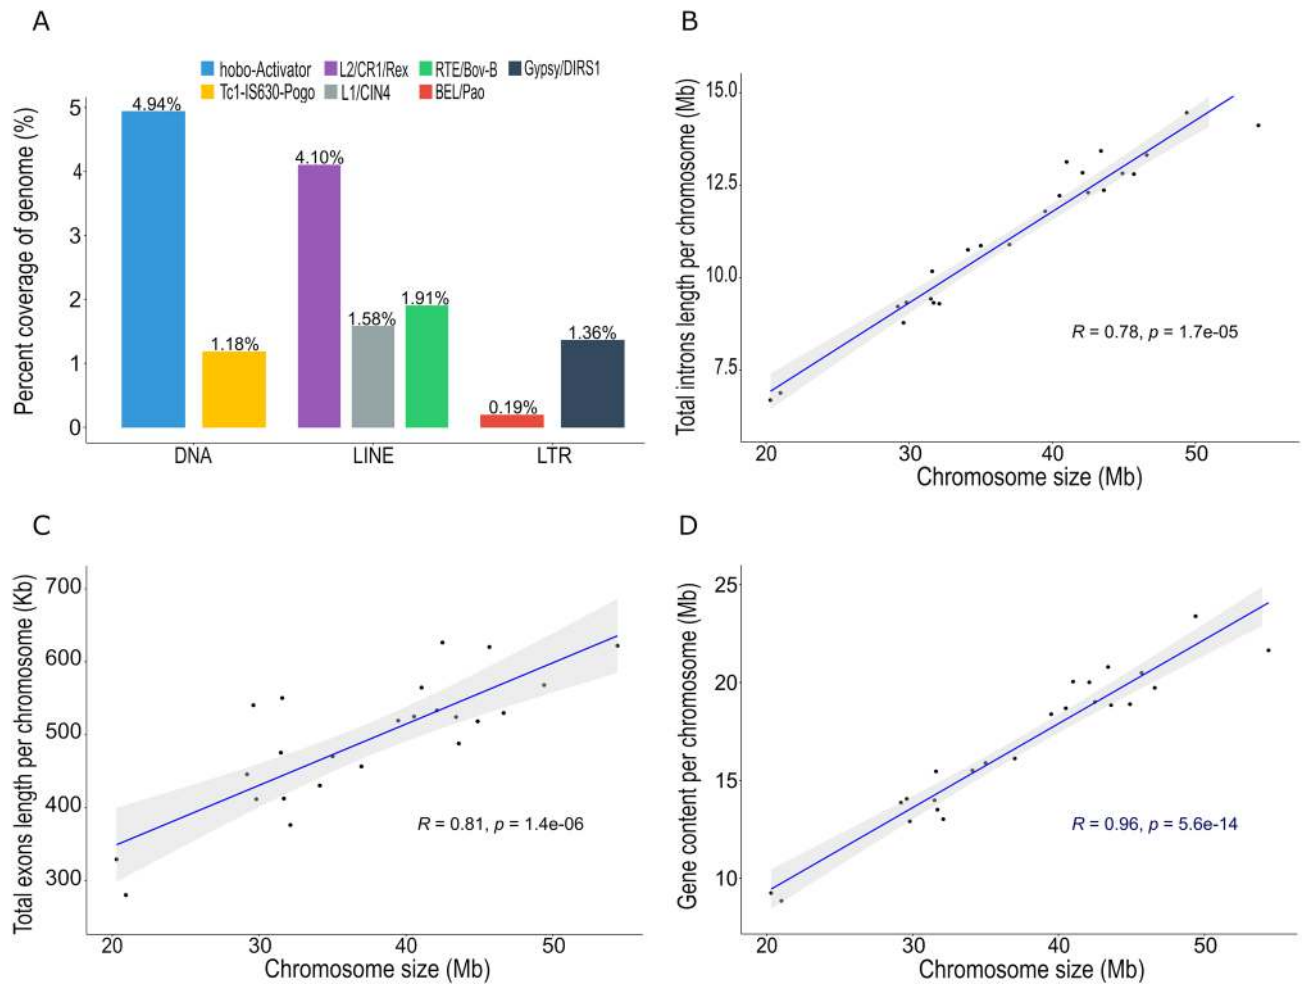 A
hobo-Activator L2/CR1/Rex RTE/Bov-B Gypsy/DIRS1
Tc1-IS630-Pogo L1/CIN4 BEL/Pao
Percent coverage of genome (%)
5
4
3
2
1
0
4.94%
1.18%
4.10%
1.58%
1.91%
0.19%
1.36%
DNA LINE LTR
B
Total introns length per chromosome (Mb)
15.0
12.5
10.0
7.5
R = 0.78, p = 1.7e-05
20 30 40 50
Chromosome size (Mb)
C
Total exons length per chromosome (Kb)
700
600
500
400
300
R = 0.81, p = 1.4e-06
20 30 40 50
Chromosome size (Mb)
D
Gene content per chromosome (Mb)
25
20
15
10
R = 0.96, p = 5.6e-14
20 30 40 50
Chromosome size (Mb)